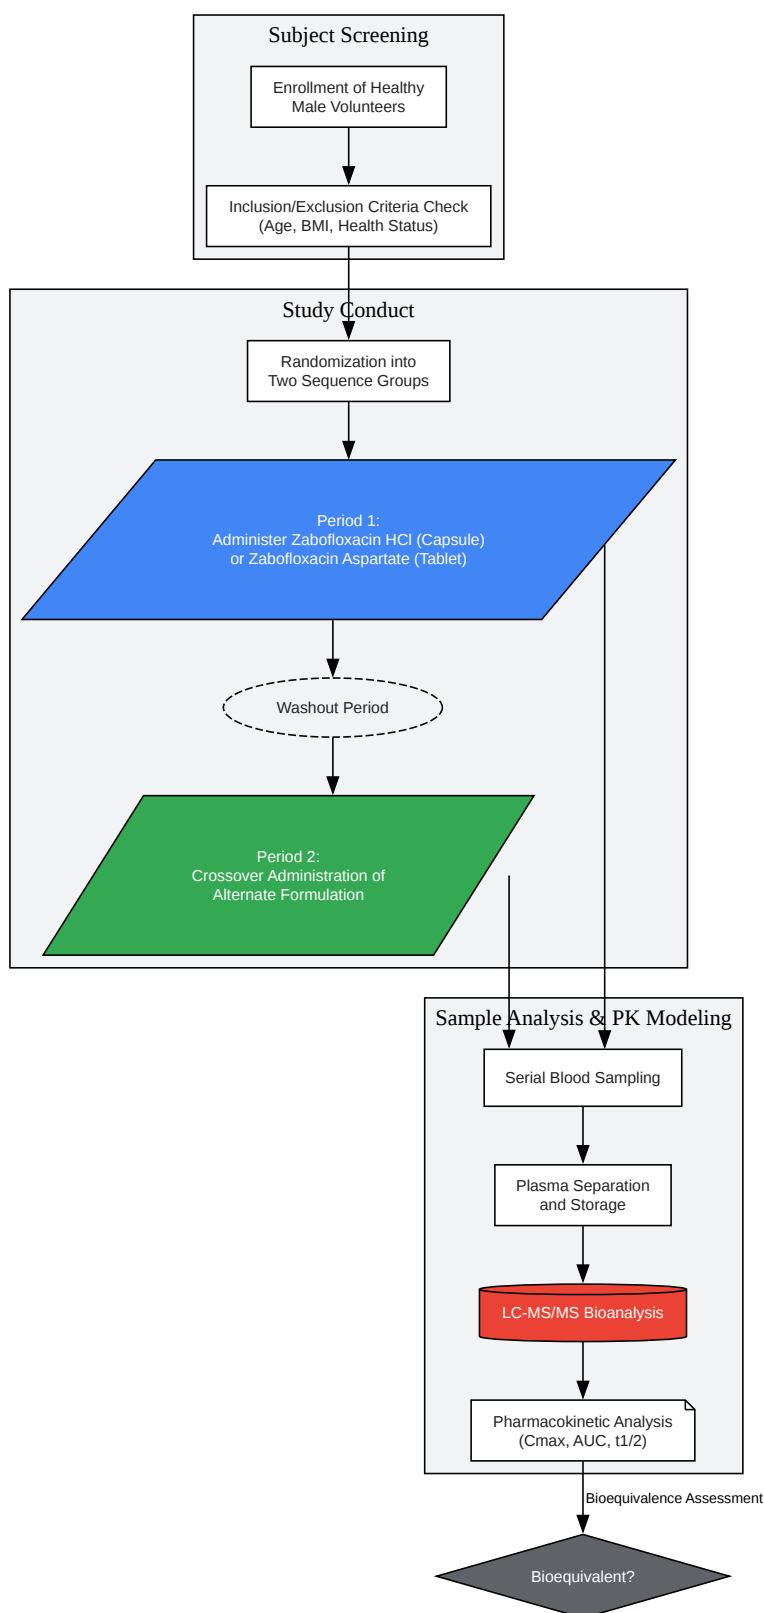 Subject Screening
Enrollment of Healthy
Male Volunteers
Inclusion/Exclusion Criteria Check
(Age, BMI, Health Status)
Study Conduct
Randomization into
Two Sequence Groups
Period 1:
Administer Zabofloxacin HCl (Capsule)
or Zabofloxacin Aspartate (Tablet)
Washout Period
Period 2:
Crossover Administration of
Alternate Formulation
Sample Analysis & PK Modeling
Serial Blood Sampling
Plasma Separation
and Storage
LC-MS/MS Bioanalysis
Pharmacokinetic Analysis
(Cmax, AUC, t1/2)
Bioequivalence Assessment
Bioequivalent?